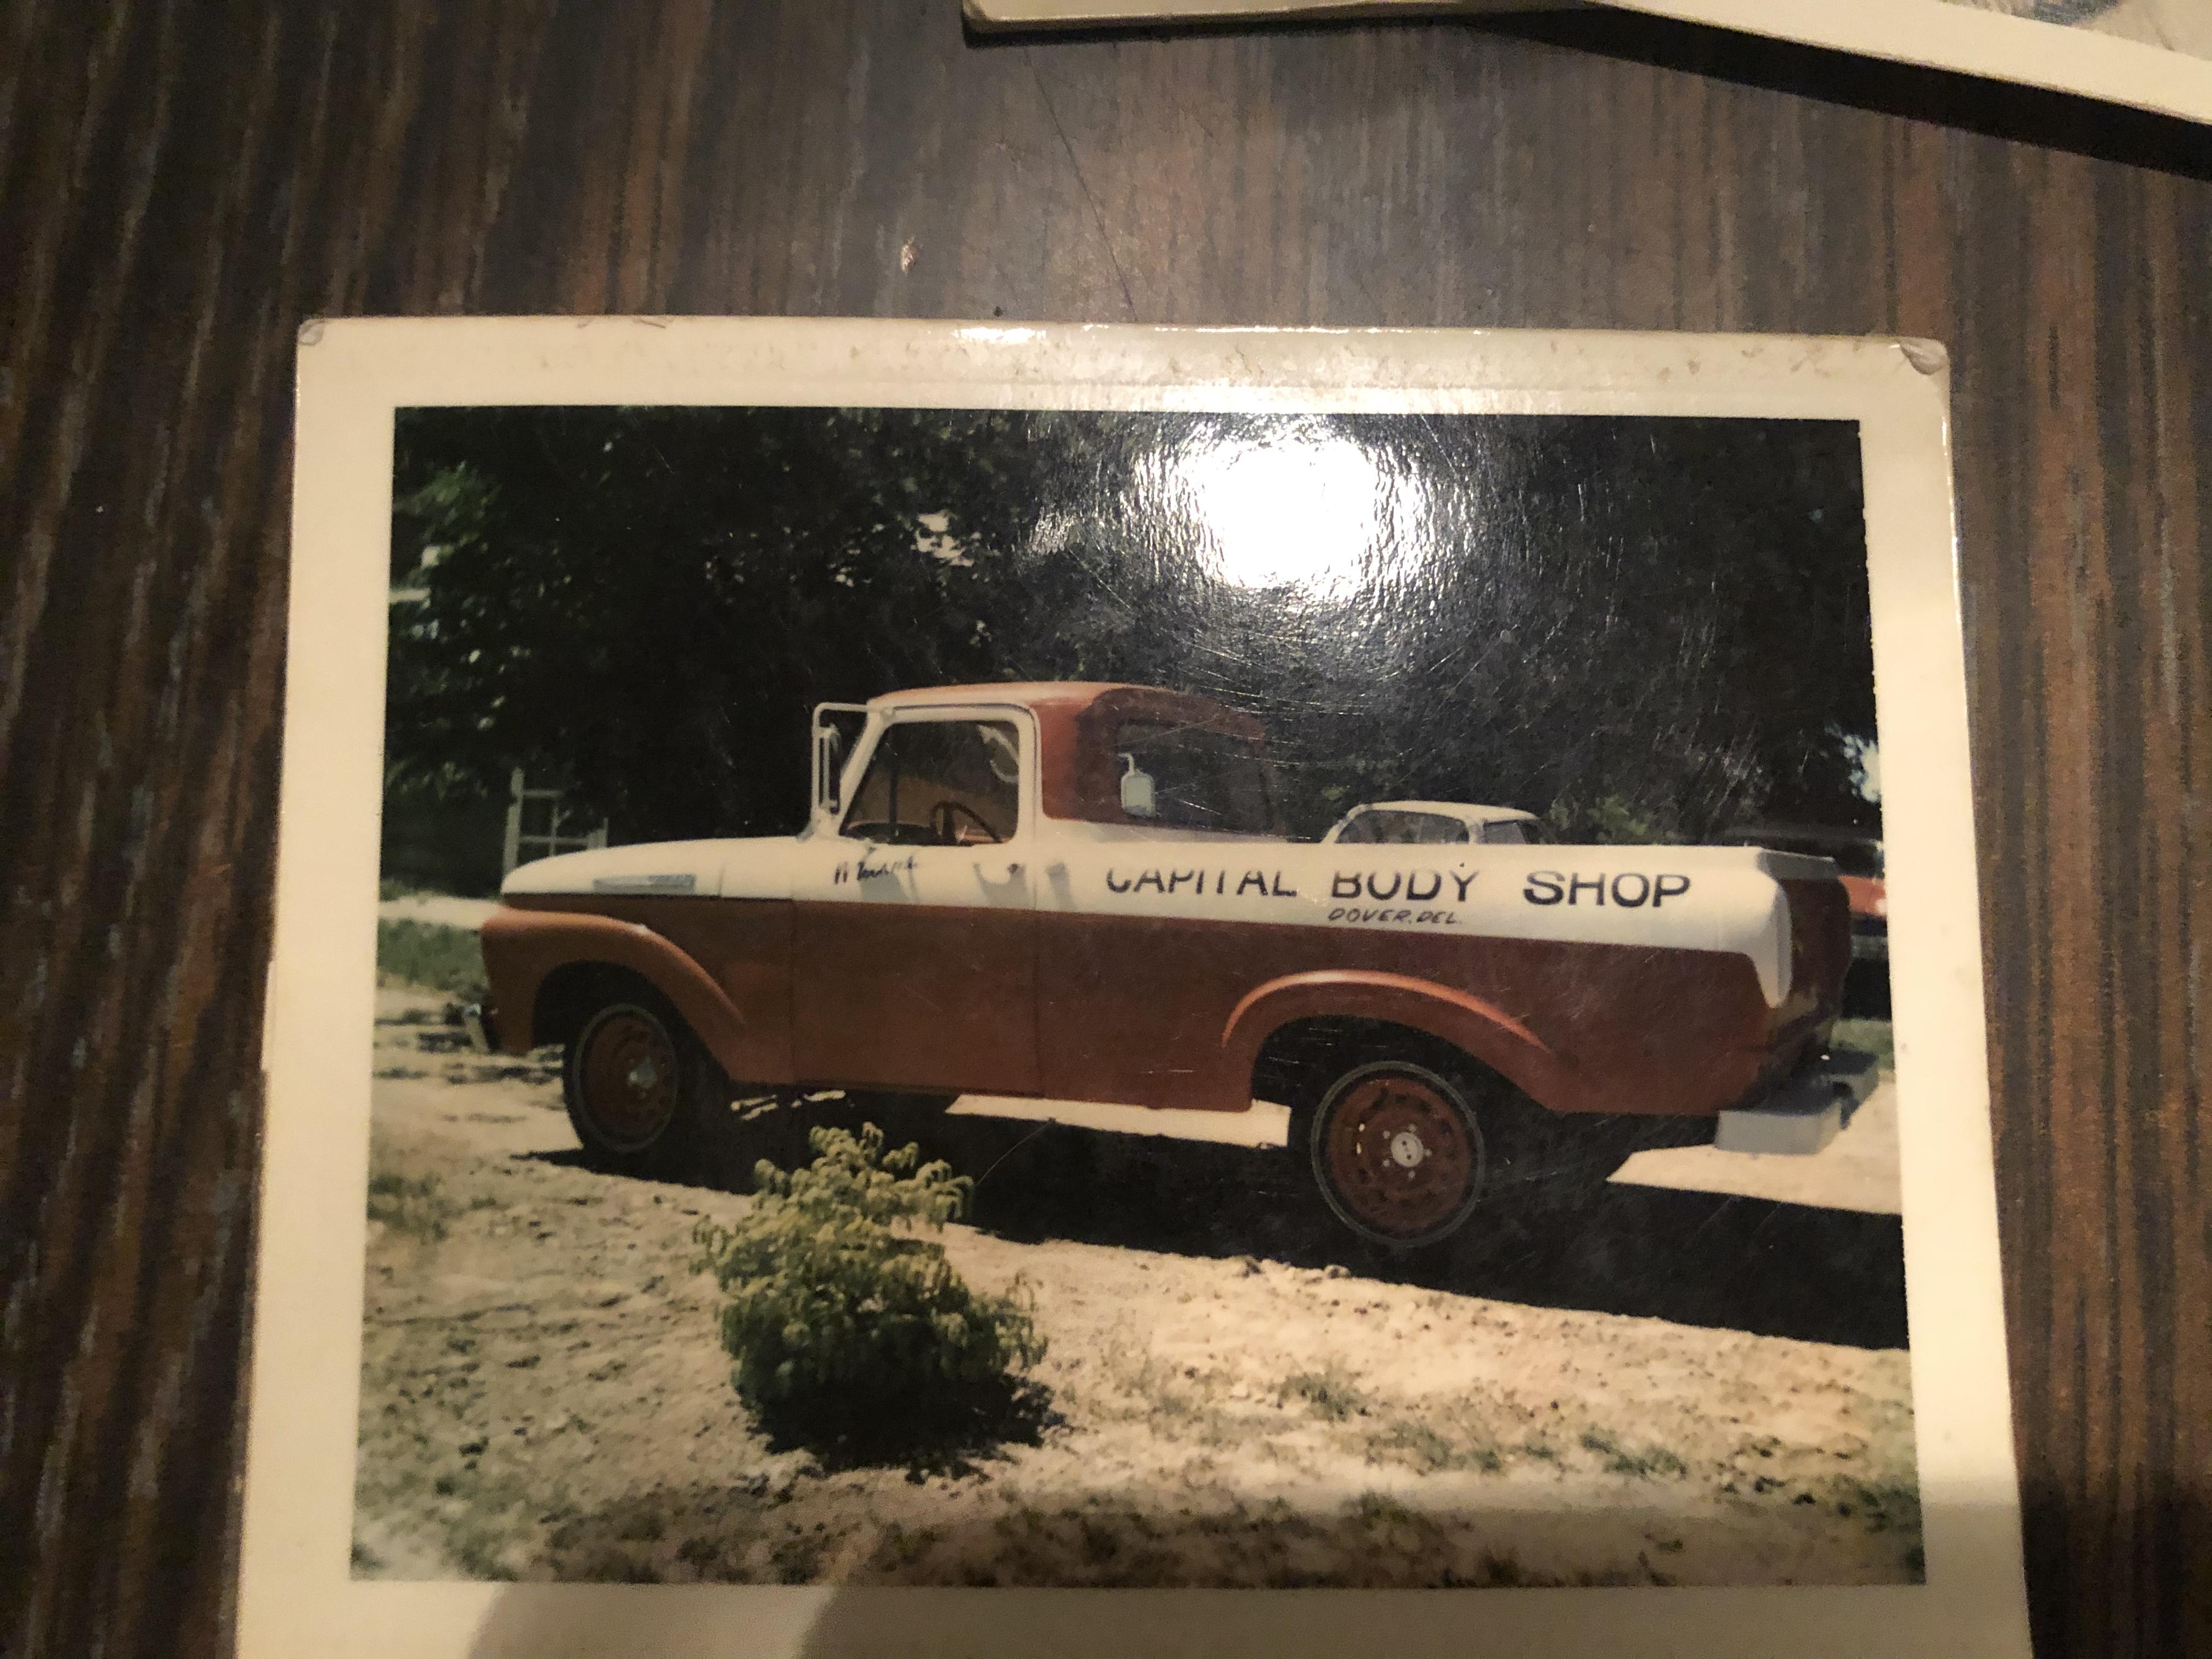 CAPITAL BODY SHOP
DOVER, DEL.